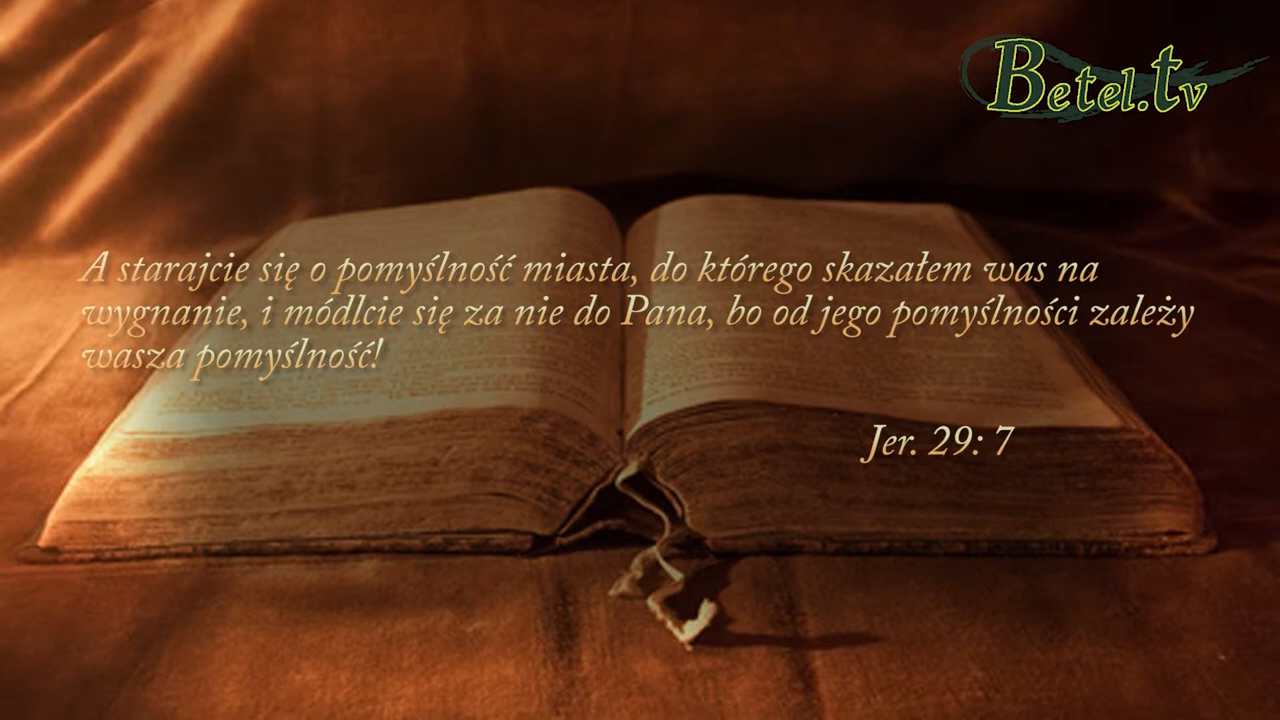 Betel.tv
A starajcie się o pomyślność miasta, do którego skazałem was na
wygnanie, i módlcie się za nie do Pana, bo od jego pomyślności zależy
wasza pomyślność!
Jer. 29: 7